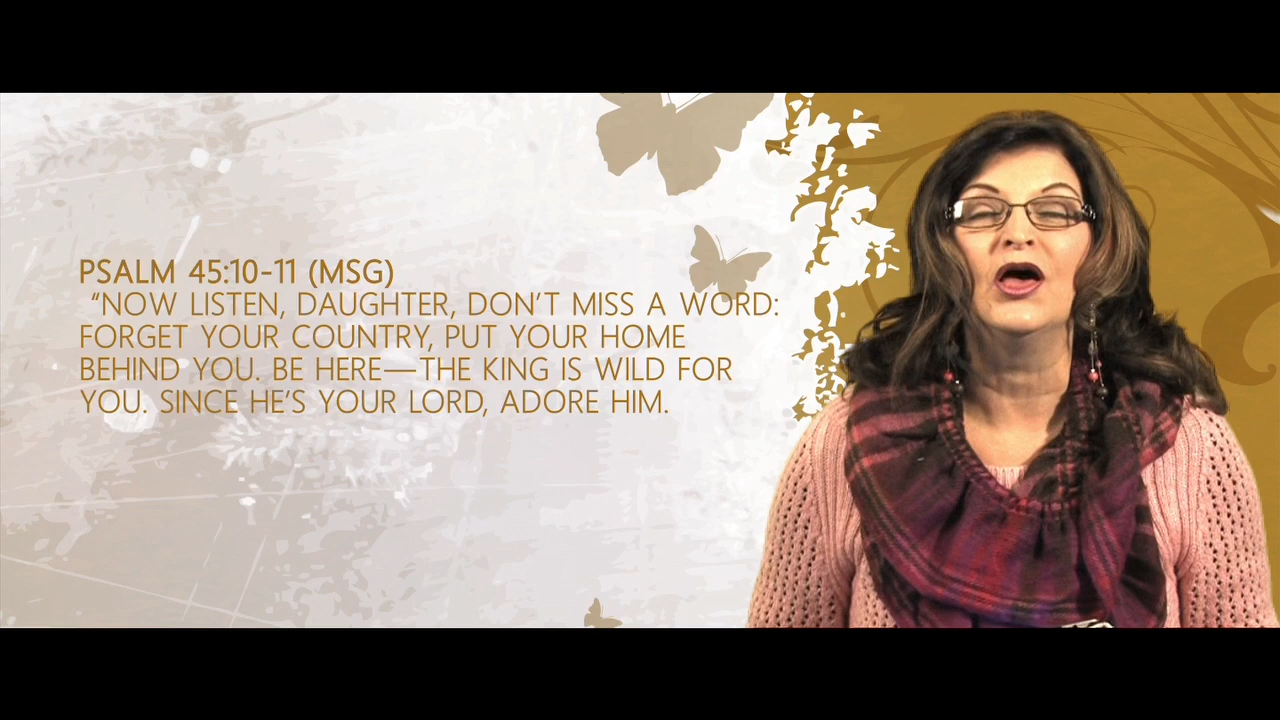 PSALM 45:10-11 (MSG)
“NOW LISTEN, DAUGHTER, DON’T MISS A WORD:
FORGET YOUR COUNTRY, PUT YOUR HOME
BEHIND YOU. BE HERE—THE KING IS WILD FOR
YOU. SINCE HE’S YOUR LORD, ADORE HIM.